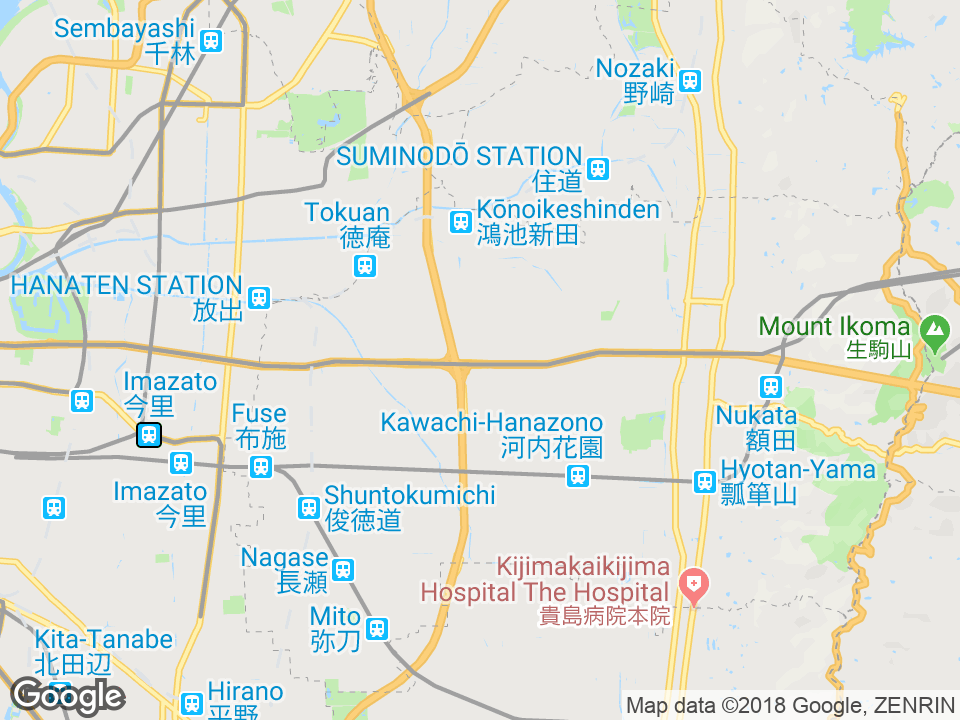 Sembayashi
千林
Nozaki
野崎
SUMINODŌ STATION
住道
Tokuan
徳庵
Kōnoikeshinden
鴻池新田
HANATEN STATION
放出
Mount Ikoma
生駒山
Imazato
今里
Fuse
布施
Kawachi-Hanazono
河内花園
Nukata
額田
Hyotan-Yama
瓢箪山
Imazato
今里
Shuntokumichi
俊徳道
Nagase
長瀬
Kijimakaikijima
Hospital The Hospital
貴島病院本院
Mito
弥刀
Kita-Tanabe
北田辺
Hirano
平野
Google
Map data ©2018 Google, ZENRIN